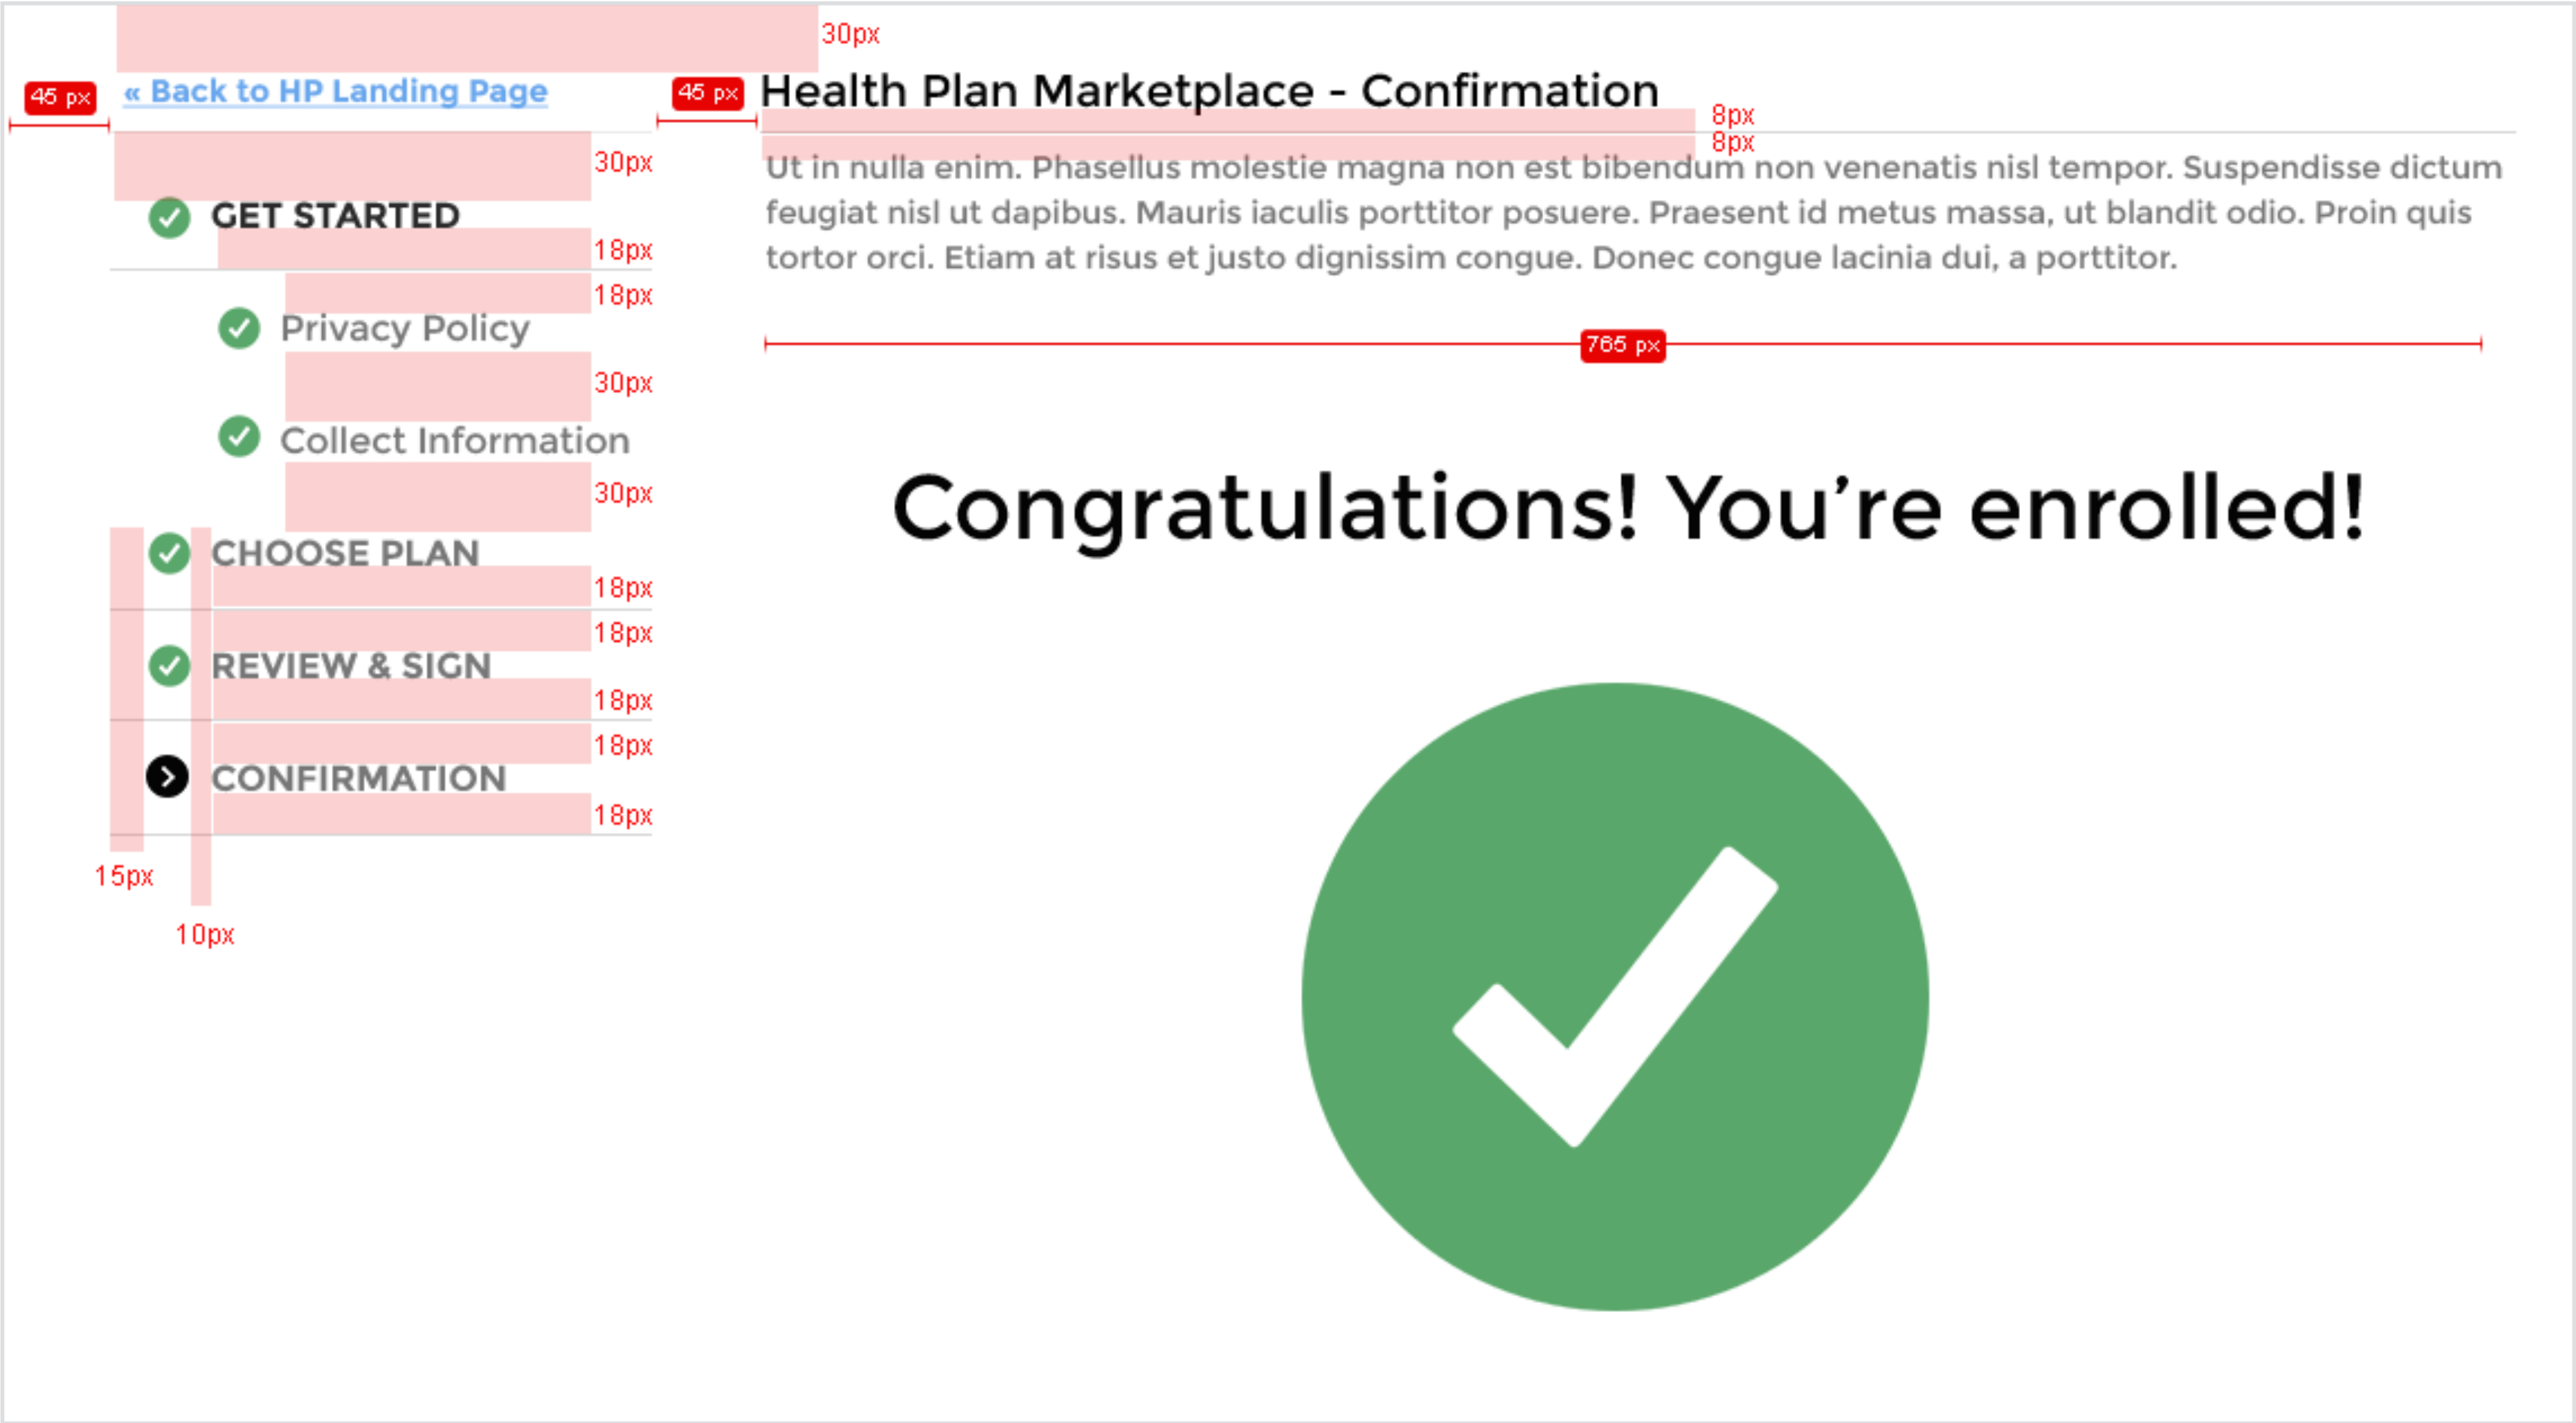 30px
45 px
« Back to HP Landing Page
45 px
Health Plan Marketplace - Confirmation
8px
8px
Ut in nulla enim. Phasellus molestie magna non est bibendum non venenatis nisl tempor. Suspendisse dictum
feugiat nisl ut dapibus. Mauris iaculis porttitor posuere. Praesent id metus massa, ut blandit odio. Proin quis
tortor orci. Etiam at risus et justo dignissim congue. Donec congue lacinia dui, a porttitor.
765 px
30px
GET STARTED
18px
18px
Privacy Policy
30px
Collect Information
30px
CHOOSE PLAN
18px
18px
REVIEW & SIGN
18px
18px
CONFIRMATION
18px
15px
10px
Congratulations! You’re enrolled!